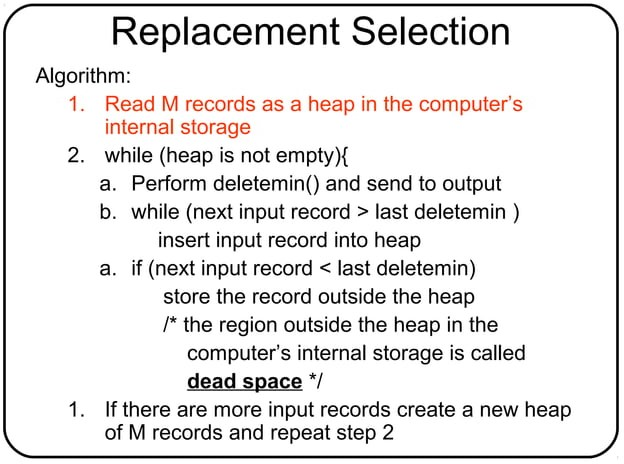 Replacement Selection
Algorithm:
1. Read M records as a heap in the computer's
internal storage
2. while (heap is not empty){
a. Perform deletemin() and send to output
b. while (next input record > last deletemin )
insert input record into heap
a. if (next input record < last deletemin)
store the record outside the heap
/* the region outside the heap in the
computer's internal storage is called
dead space */
1. If there are more input records create a new heap
of M records and repeat step 2